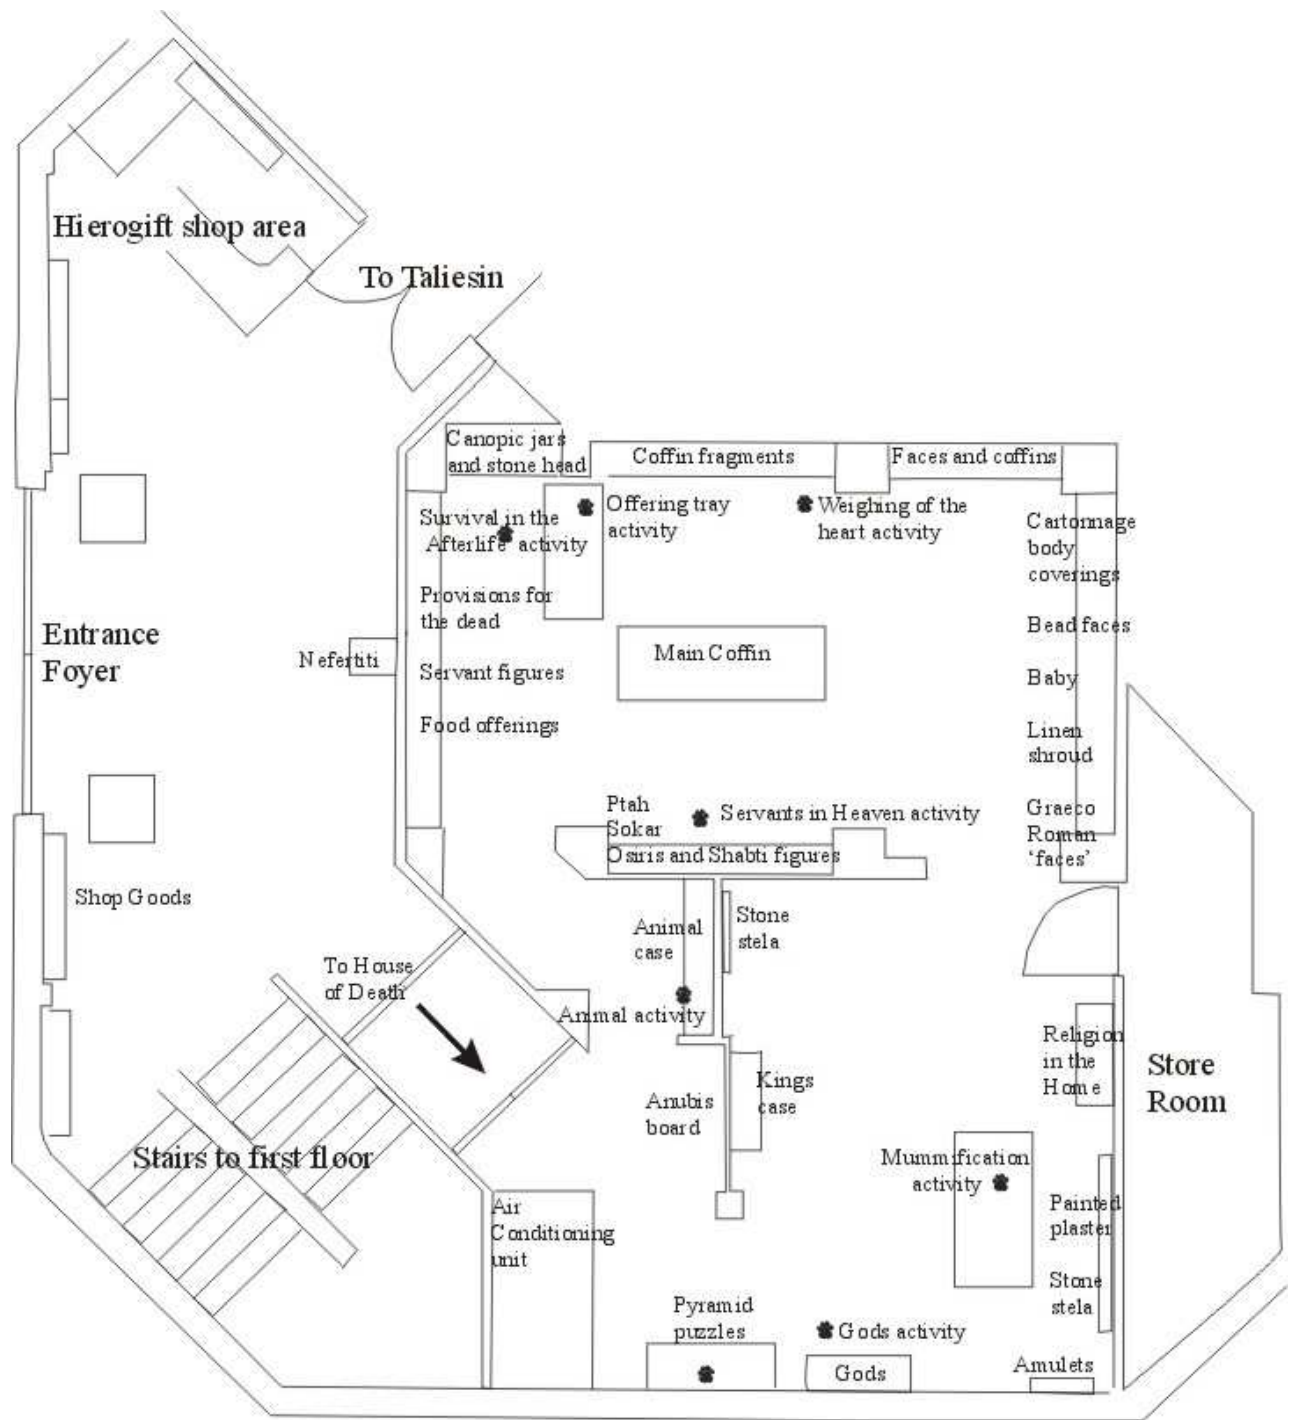 Hierogift shop area
To Taliesin
Canopic jars
and stone head
Coffin fragments
Faces and coffins
Survival in the
Afterlife activity
Offering tray
activity
Weighing of the
heart activity
Cartonnage
body
coverings
Provisions for
the dead
Bead faces
Entrance
Foyer
Nefertiti
Main Coffin
Servant figures
Baby
Food offerings
Linen
shroud
Ptah
Sokar
Osiris and Shabti figures
Servants in Heaven activity
Graeco
Roman
‘faces’
Shop Goods
Animal
case
Stone
stela
To House
of Death
Animal activity
Religion
in the
Home
Store
Room
Kings
case
Anubis
board
Stairs to first floor
Mummification
activity
Air
Conditioning
unit
Painted
plaster
Stone
stela
Pyramid
puzzles
Gods activity
Gods
Amulets